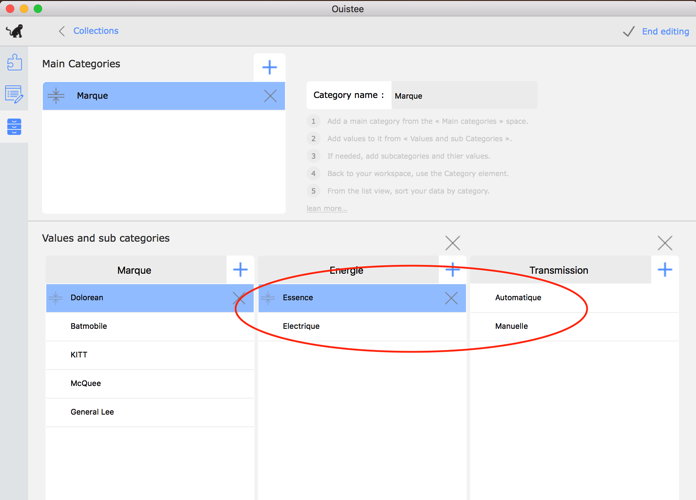 Ouistee
Collections
End editing
Main Categories
Marque
Category name :
Marque
1 Add a main category from the « Main categories » space.
2 Add values to it from « Values and sub Categories ».
3 If needed, add subcategories and thier values.
4 Back to your workspace, use the Category element.
5 From the list view, sort your data by category.
learn more...
Values and sub categories
Marque
Energie
Transmission
Dolorean
Essence
Automatique
Batmobile
Electrique
Manuelle
KITT
McQuee
General Lee